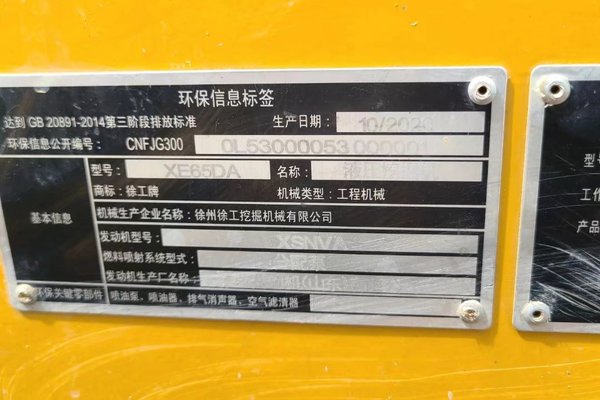 环保信息标签
达到 GB 20891-2014第三阶段排放标准 生产日期: 10/2020
环保信息公开编号: CNFJG300 0L53000053
型号: XE65DA 名称:
商标: 徐工牌 机械类型: 工程机械
基本信息 机械生产企业名称: 徐州徐工挖掘机械有限公司
发动机型号:
燃料喷射系统型式:
发动机生产厂名称:
环保关键零部件 喷油泵、喷油器、排气消声器、空气滤清器
型号
工作
产品